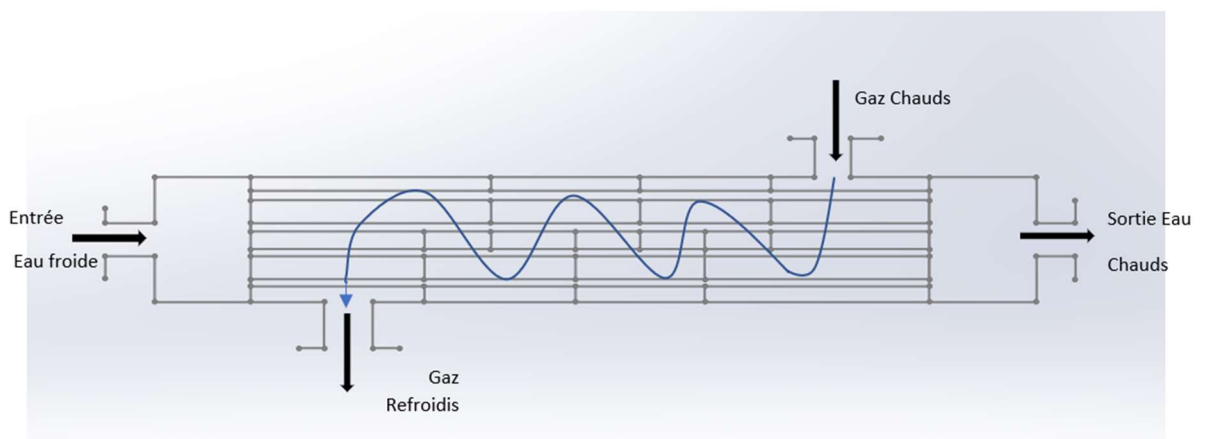 Gaz Chauds
Entrée
Eau froide
Sortie Eau
Chauds
Gaz
Refroidis